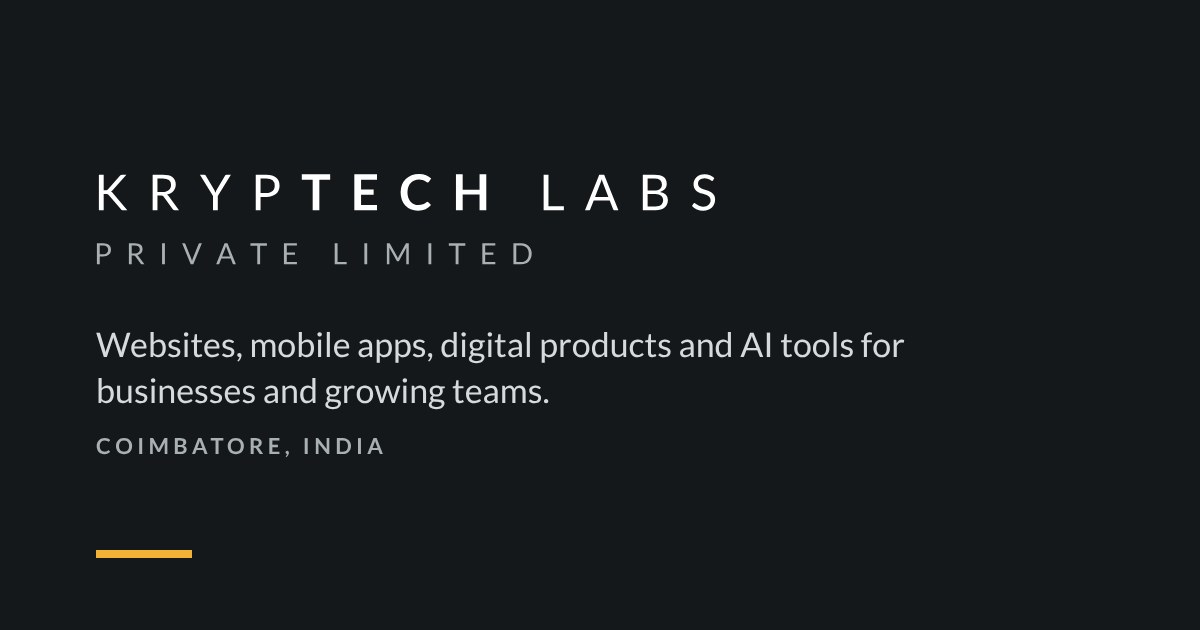 KRYPTECH LABS
PRIVATE LIMITED
Websites, mobile apps, digital products and AI tools for
businesses and growing teams.
COIMBATORE, INDIA